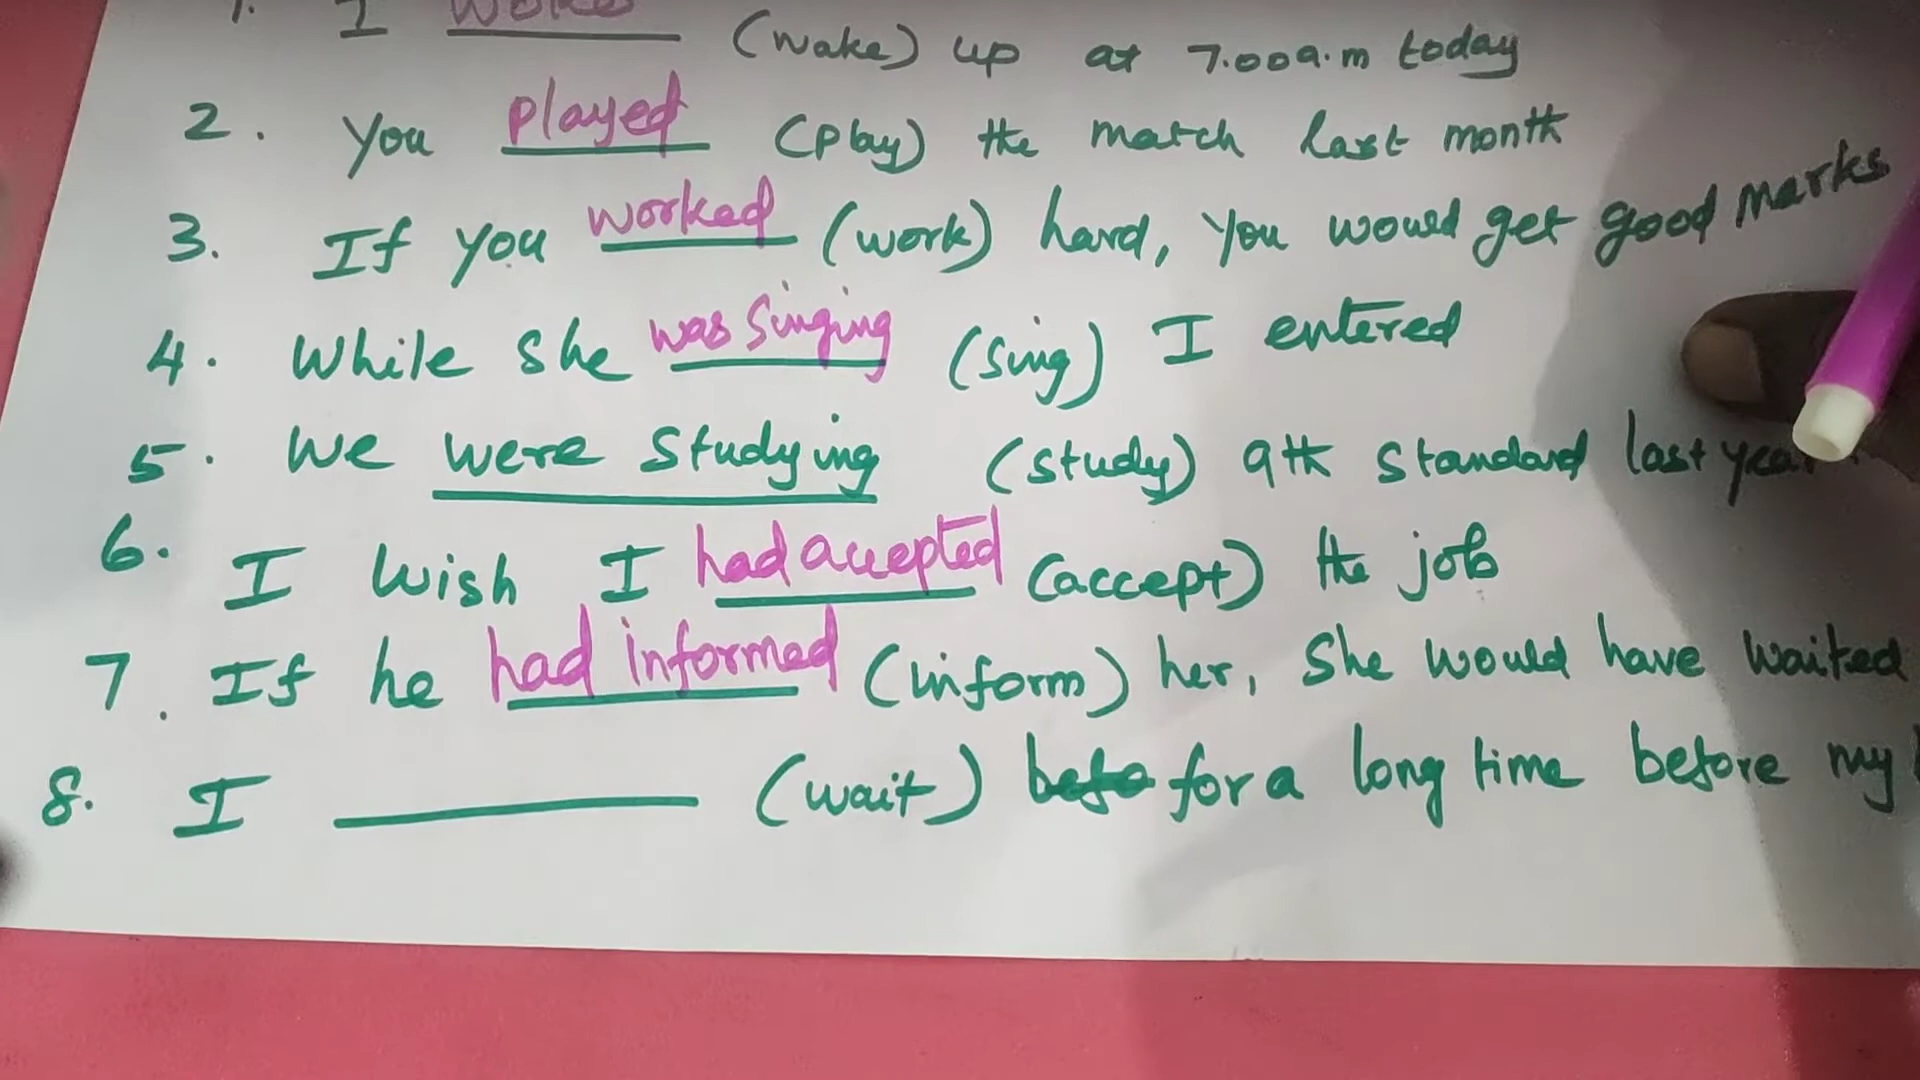 1. I woke (wake) up at 7.00a.m today
2. You played (play) the match last month
3. If you worked (work) hard, you would get good marks
4. While she was singing (sing) I entered
5. We were studying (study) 9th standard last year
6. I wish I had accepted (accept) the job
7. If he had informed (inform) her, She would have waited
8. I (wait) for a long time before my